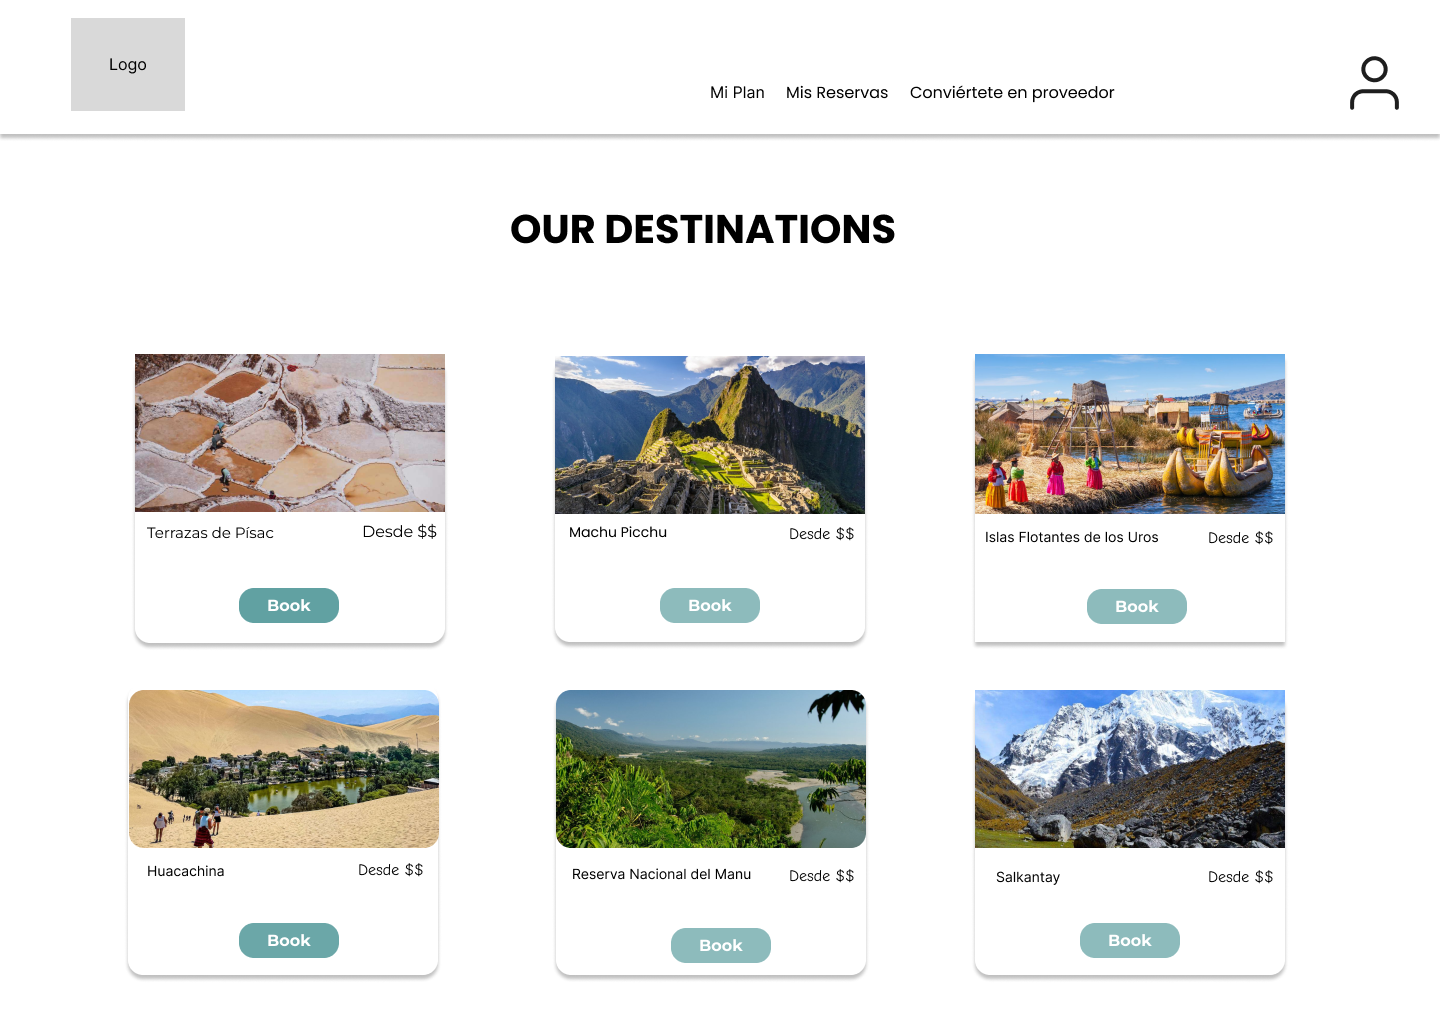 Logo
Mi Plan Mis Reservas Conviértete en proveedor
OUR DESTINATIONS
Terrazas de Písac Desde $$
Machu Picchu Desde $$
Islas Flotantes de los Uros Desde $$
Book
Book
Book
Huacachina Desde $$
Reserva Nacional del Manu Desde $$
Salkantay Desde $$
Book
Book
Book